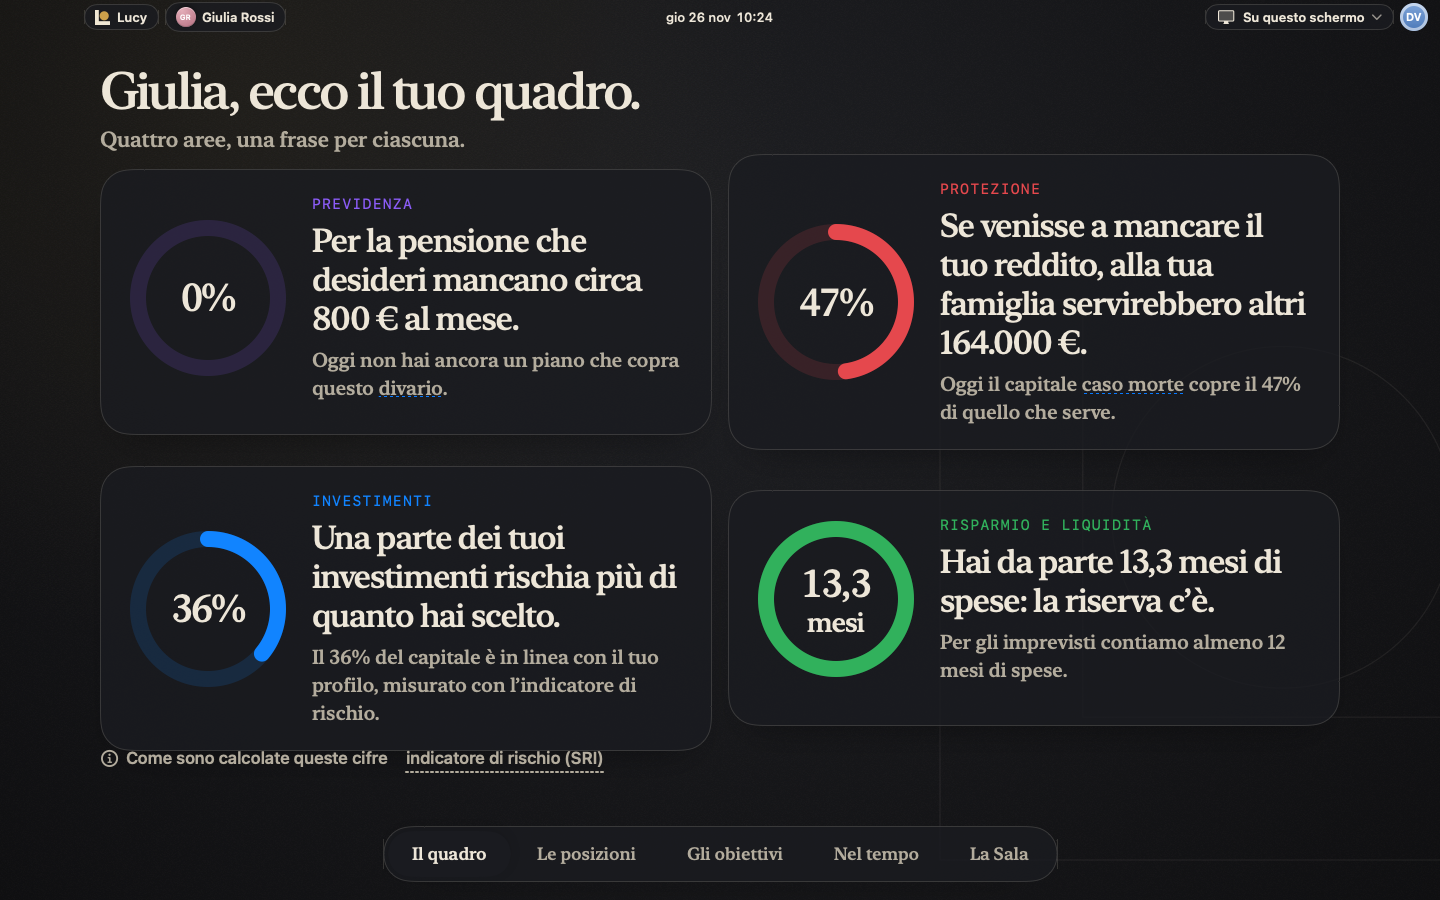 Lucy
GR Giulia Rossi
gio 26 nov 10:24
Su questo schermo
DV
Giulia, ecco il tuo quadro.
Quattro aree, una frase per ciascuna.
0%
PREVIDENZA
Per la pensione che
desideri mancano circa
800 € al mese.
Oggi non hai ancora un piano che copra
questo divario.
47%
PROTEZIONE
Se venisse a mancare il
tuo reddito, alla tua
famiglia servirebbero altri
164.000 €.
Oggi il capitale caso morte copre il 47%
di quello che serve.
36%
INVESTIMENTI
Una parte dei tuoi
investimenti rischia più di
quanto hai scelto.
Il 36% del capitale è in linea con il tuo
profilo, misurato con l’indicatore di
rischio.
13,3
mesi
RISPARMIO E LIQUIDITÀ
Hai da parte 13,3 mesi di
spese: la riserva c’è.
Per gli imprevisti contiamo almeno 12
mesi di spese.
Come sono calcolate queste cifre indicatore di rischio (SRI)
Il quadro Le posizioni Gli obiettivi Nel tempo La Sala